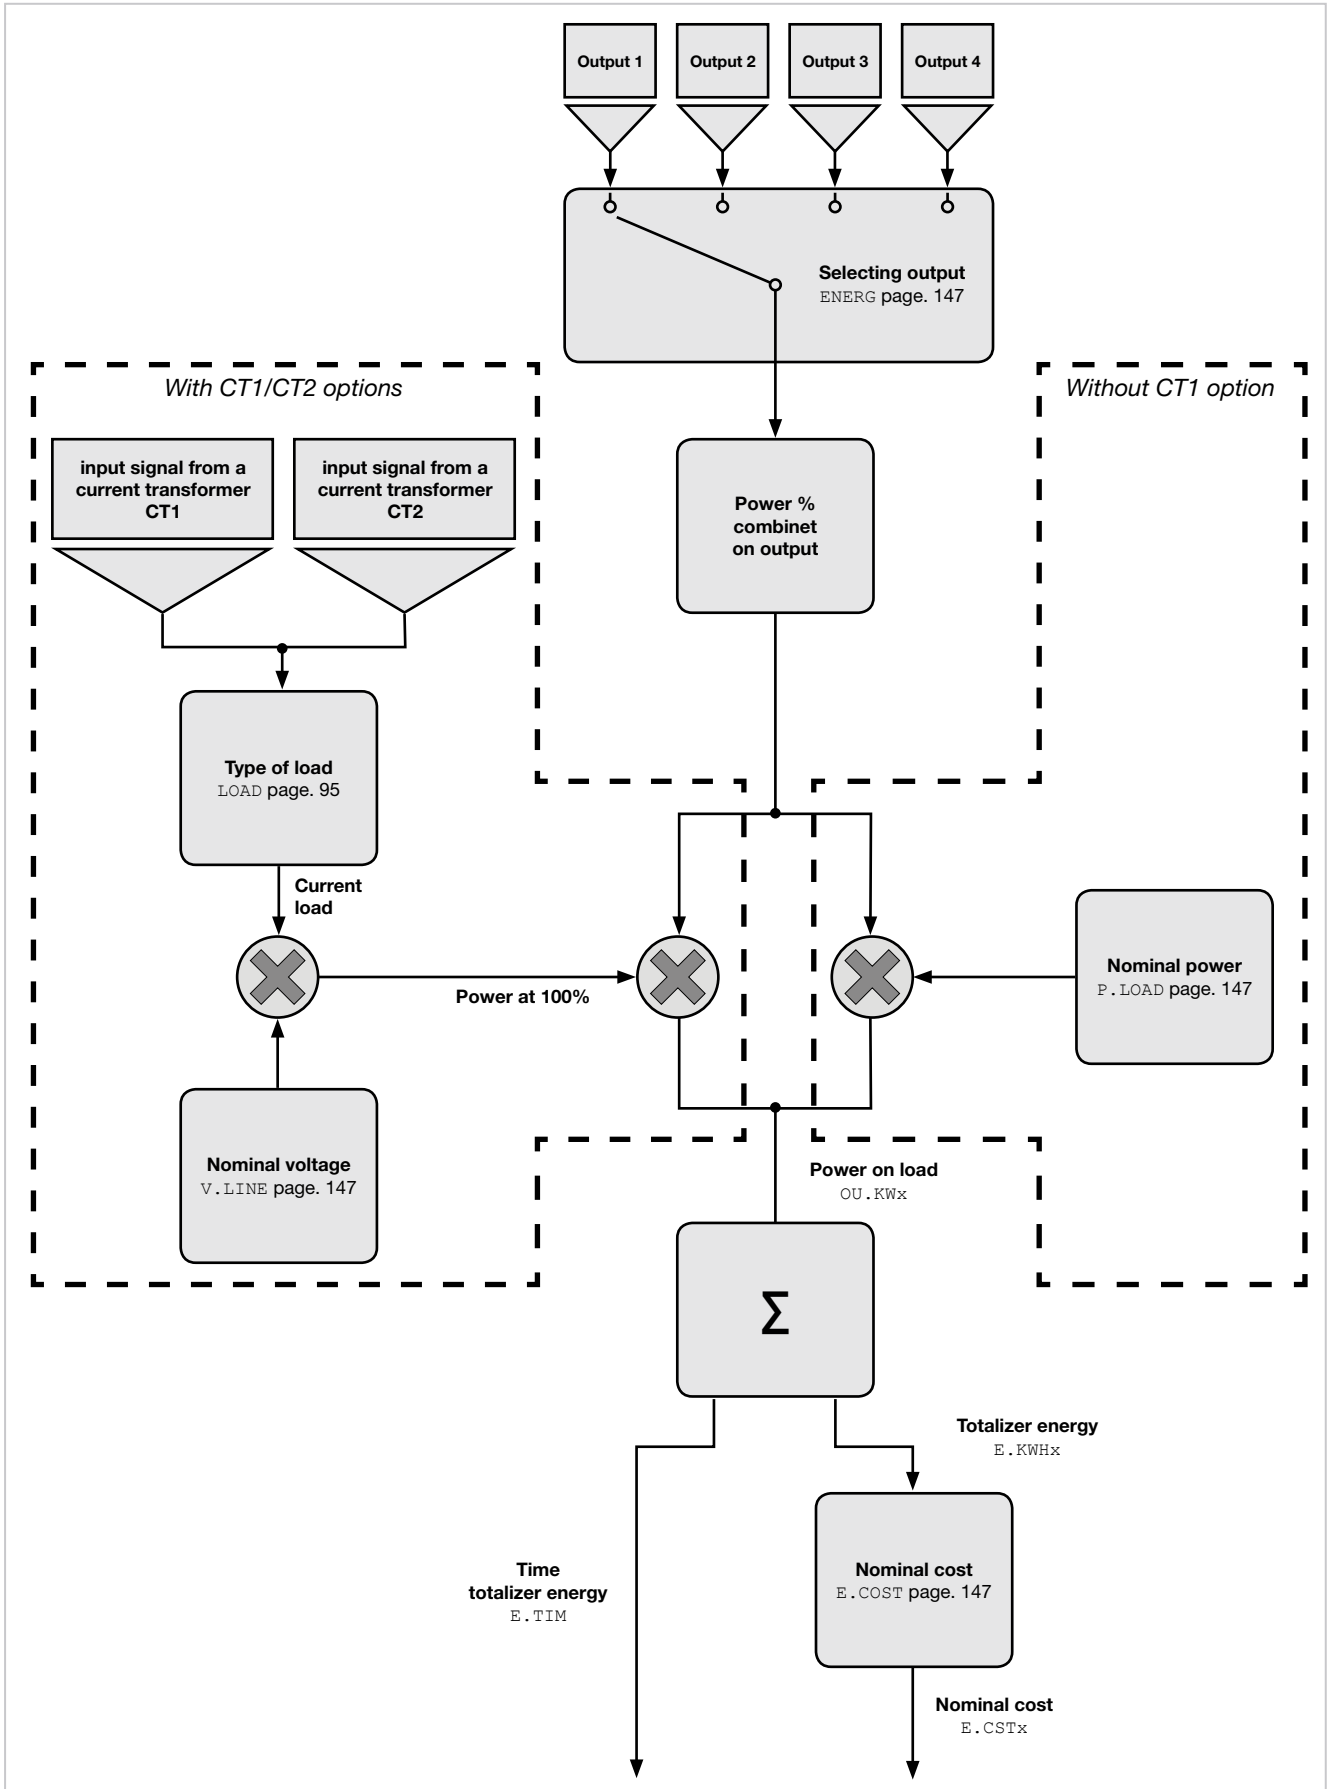 Output 1
Output 2
Output 3
Output 4
Selecting output
ENERG page. 147
With CT1/CT2 options
Without CT1 option
input signal from a
current transformer
CT1
input signal from a
current transformer
CT2
Power %
combinet
on output
Type of load
LOAD page. 95
Current
load
Nominal power
P.LOAD page. 147
Power at 100%
Nominal voltage
V.LINE page. 147
Power on load
OU.KWx
Σ
Totalizer energy
E.KWHx
Time
totalizer energy
E.TIM
Nominal cost
E.COST page. 147
Nominal cost
E.CSTx